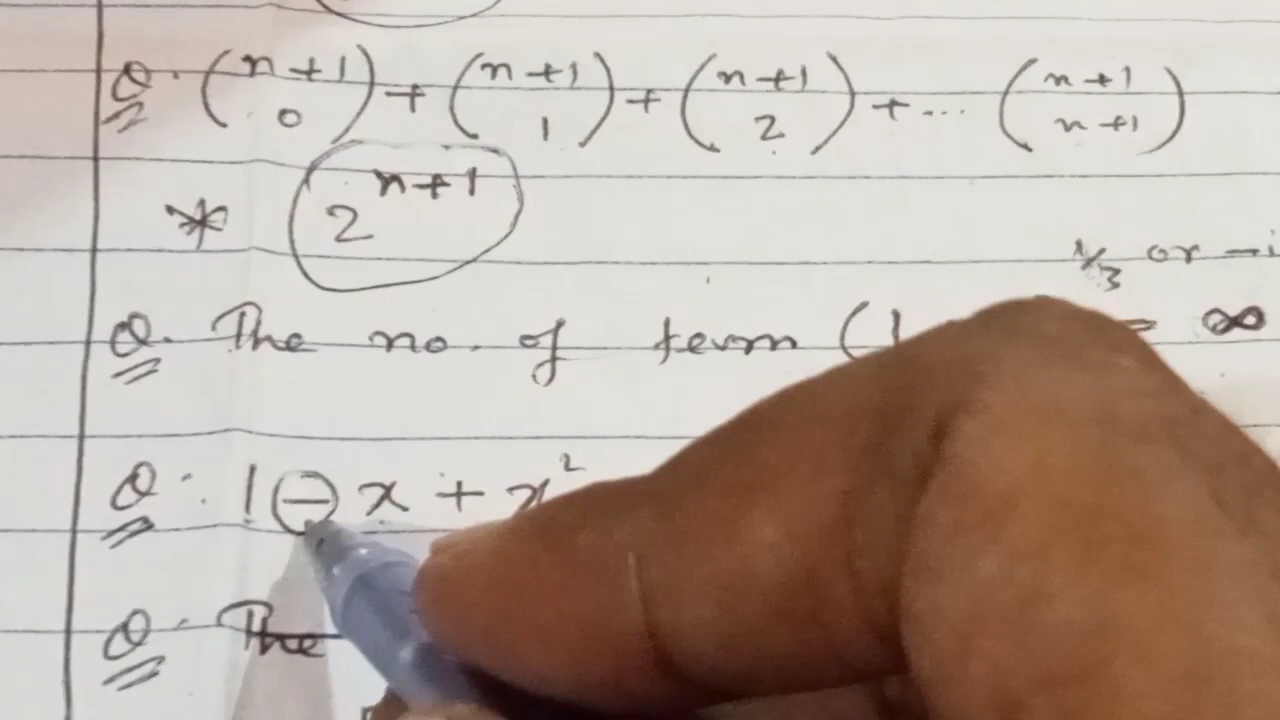 Q. (n+1 0) + (n+1 1) + (n+1 2) + ... (n+1 n+1)
* 2^n+1
1/3 or -
Q. The no. of term (1 = ∞
Q. 1 - x + x²
Q. The